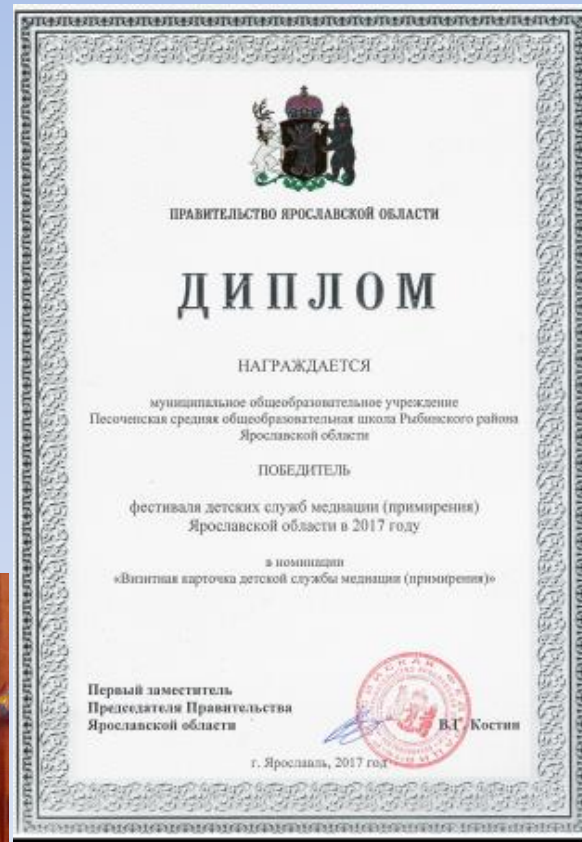 ПРАВИТЕЛЬСТВО ЯРОСЛАВСКОЙ ОБЛАСТИ
ДИПЛОМ
НАГРАЖДАЕТСЯ
муниципальное общеобразовательное учреждение
Песоченская средняя общеобразовательная школа Рыбинского района
Ярославской области
ПОБЕДИТЕЛЬ
фестиваля детских служб медиации (примирения)
Ярославской области в 2017 году
в номинации
«Визитная карточка детской службы медиации (примирения)»
Первый заместитель
Председателя Правительства
Ярославской области
В.Г. Костин
г. Ярославль, 2017 год